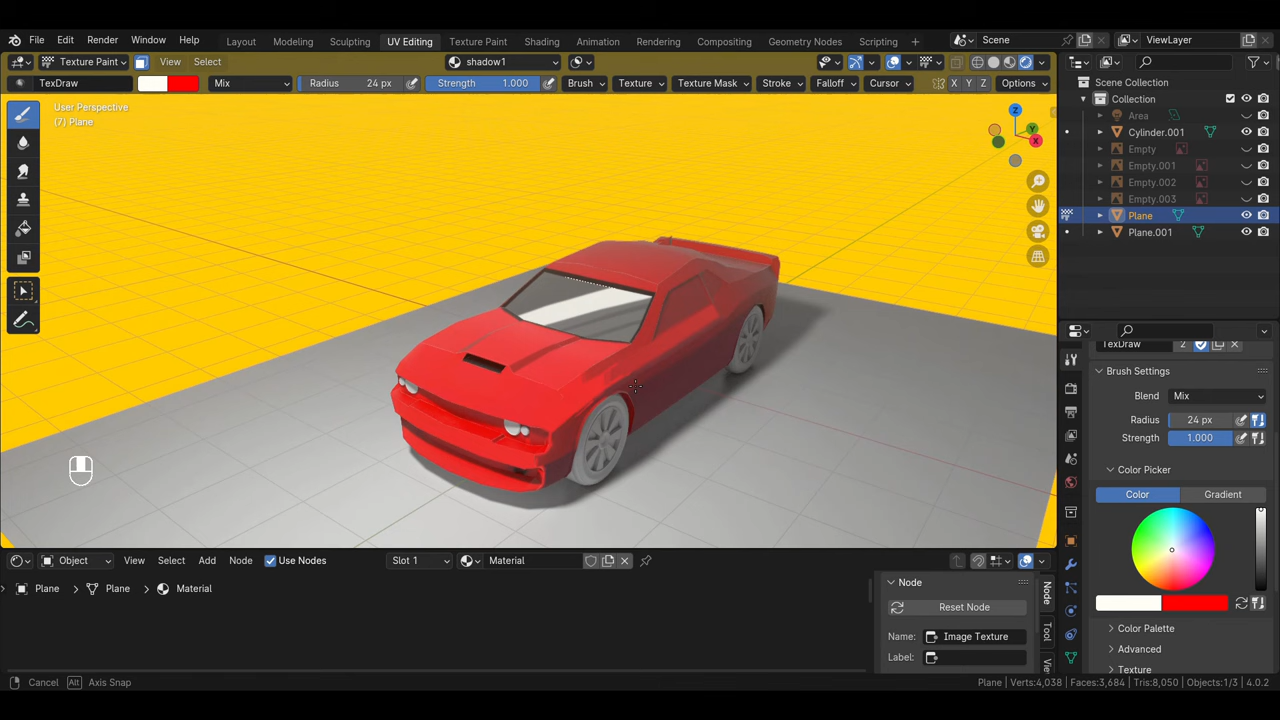 File Edit Render Window Help Layout Modeling Sculpting UV Editing Texture Paint Shading Animation Rendering Compositing Geometry Nodes Scripting + Scene ViewLayer
Texture Paint View Select shadow1
TexDraw Mix Radius 24 px Strength 1.000 Brush Texture Texture Mask Stroke Falloff Cursor X Y Z Options
User Perspective
(7) Plane
Z
Y
X
Scene Collection
Collection
Area
Cylinder.001
Empty
Empty.001
Empty.002
Empty.003
Plane
Plane.001
TexDraw 2
Brush Settings
Blend Mix
Radius 24 px
Strength 1.000
Color Picker
Color Gradient
Color Palette
Advanced
Texture
Object View Select Add Node Use Nodes Slot 1 Material
Plane > Plane > Material
Node
Reset Node
Name: Image Texture
Label:
Node
Tool
Cancel Alt Axis Snap
Plane | Verts:4,038 | Faces:3,684 | Tris:8,050 | Objects:1/3 | 4.0.2